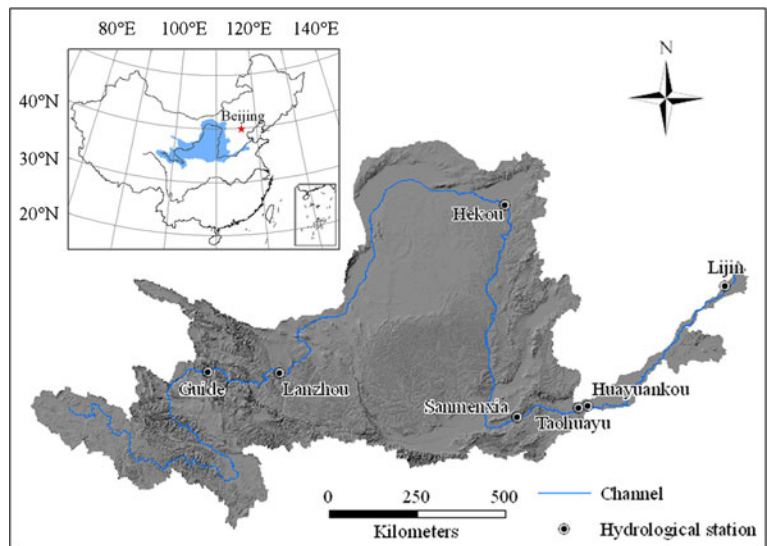 80°E 100°E 120°E 140°E
40°N
30°N
20°N
Beijing
N
Hekou
Lijin
Guide
Lanzhou
Sanmenxia
Huayuankou
Taohuayu
0 250 500
Kilometers
Channel
Hydrological station